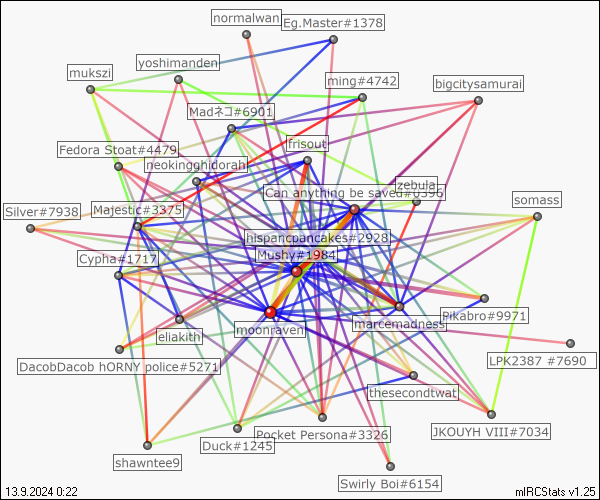 normalwan
Eg.Master#1378
yoshimanden
mukszi
ming#4742
bigcitysamurai
Madネコ#6901
frisout
Fedora Stoat#4479
neokingghidorah
zebula
Can anything be saved#0396
somass
Silver#7938
Majestic#3375
hispanicpancakes#2928
Mushy#1984
Cypha#1717
Pikabro#9971
moonraven
marcemadness
eliakith
DacobDacob hORNY police#5271
LPK2387 #7690
thesecondtwat
JKOUYH VIII#7034
Pocket Persona#3326
Duck#1245
shawntee9
Swirly Boi#6154
13.9.2024 0:22
mIRCStats v1.25